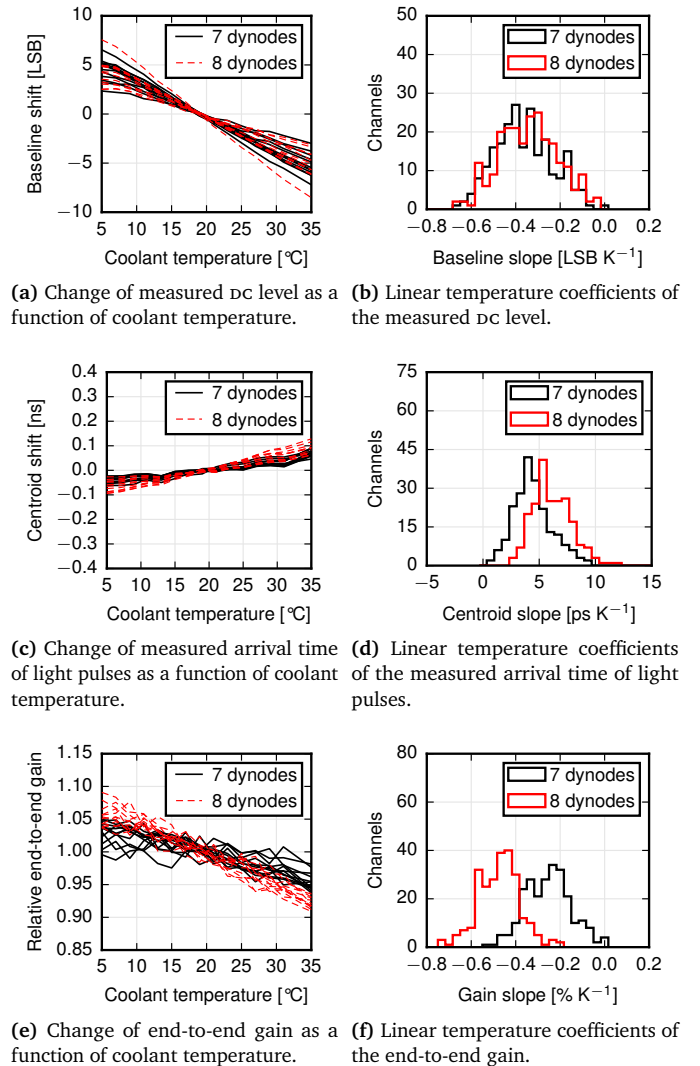 10
5
0
−5
−10
Baseline shift [LSB]
7 dynodes
8 dynodes
5 10 15 20 25 30 35
Coolant temperature [°C]
50
40
30
20
10
0
Channels
7 dynodes
8 dynodes
−0.8 −0.6 −0.4 −0.2 0.0 0.2
Baseline slope [LSB K⁻¹]
(a) Change of measured DC level as a
function of coolant temperature.
(b) Linear temperature coefficients of
the measured DC level.
0.4
0.3
0.2
0.1
0.0
−0.1
−0.2
−0.3
−0.4
Centroid shift [ns]
7 dynodes
8 dynodes
5 10 15 20 25 30 35
Coolant temperature [°C]
75
60
45
30
15
0
Channels
7 dynodes
8 dynodes
−5 0 5 10 15
Centroid slope [ps K⁻¹]
(c) Change of measured arrival time
of light pulses as a function of coolant
temperature.
(d) Linear temperature coefficients
of the measured arrival time of light
pulses.
1.15
1.10
1.05
1.00
0.95
0.90
0.85
Relative end-to-end gain
7 dynodes
8 dynodes
5 10 15 20 25 30 35
Coolant temperature [°C]
80
60
40
20
0
Channels
7 dynodes
8 dynodes
−0.8 −0.6 −0.4 −0.2 0.0 0.2
Gain slope [% K⁻¹]
(e) Change of end-to-end gain as a
function of coolant temperature.
(f) Linear temperature coefficients of
the end-to-end gain.